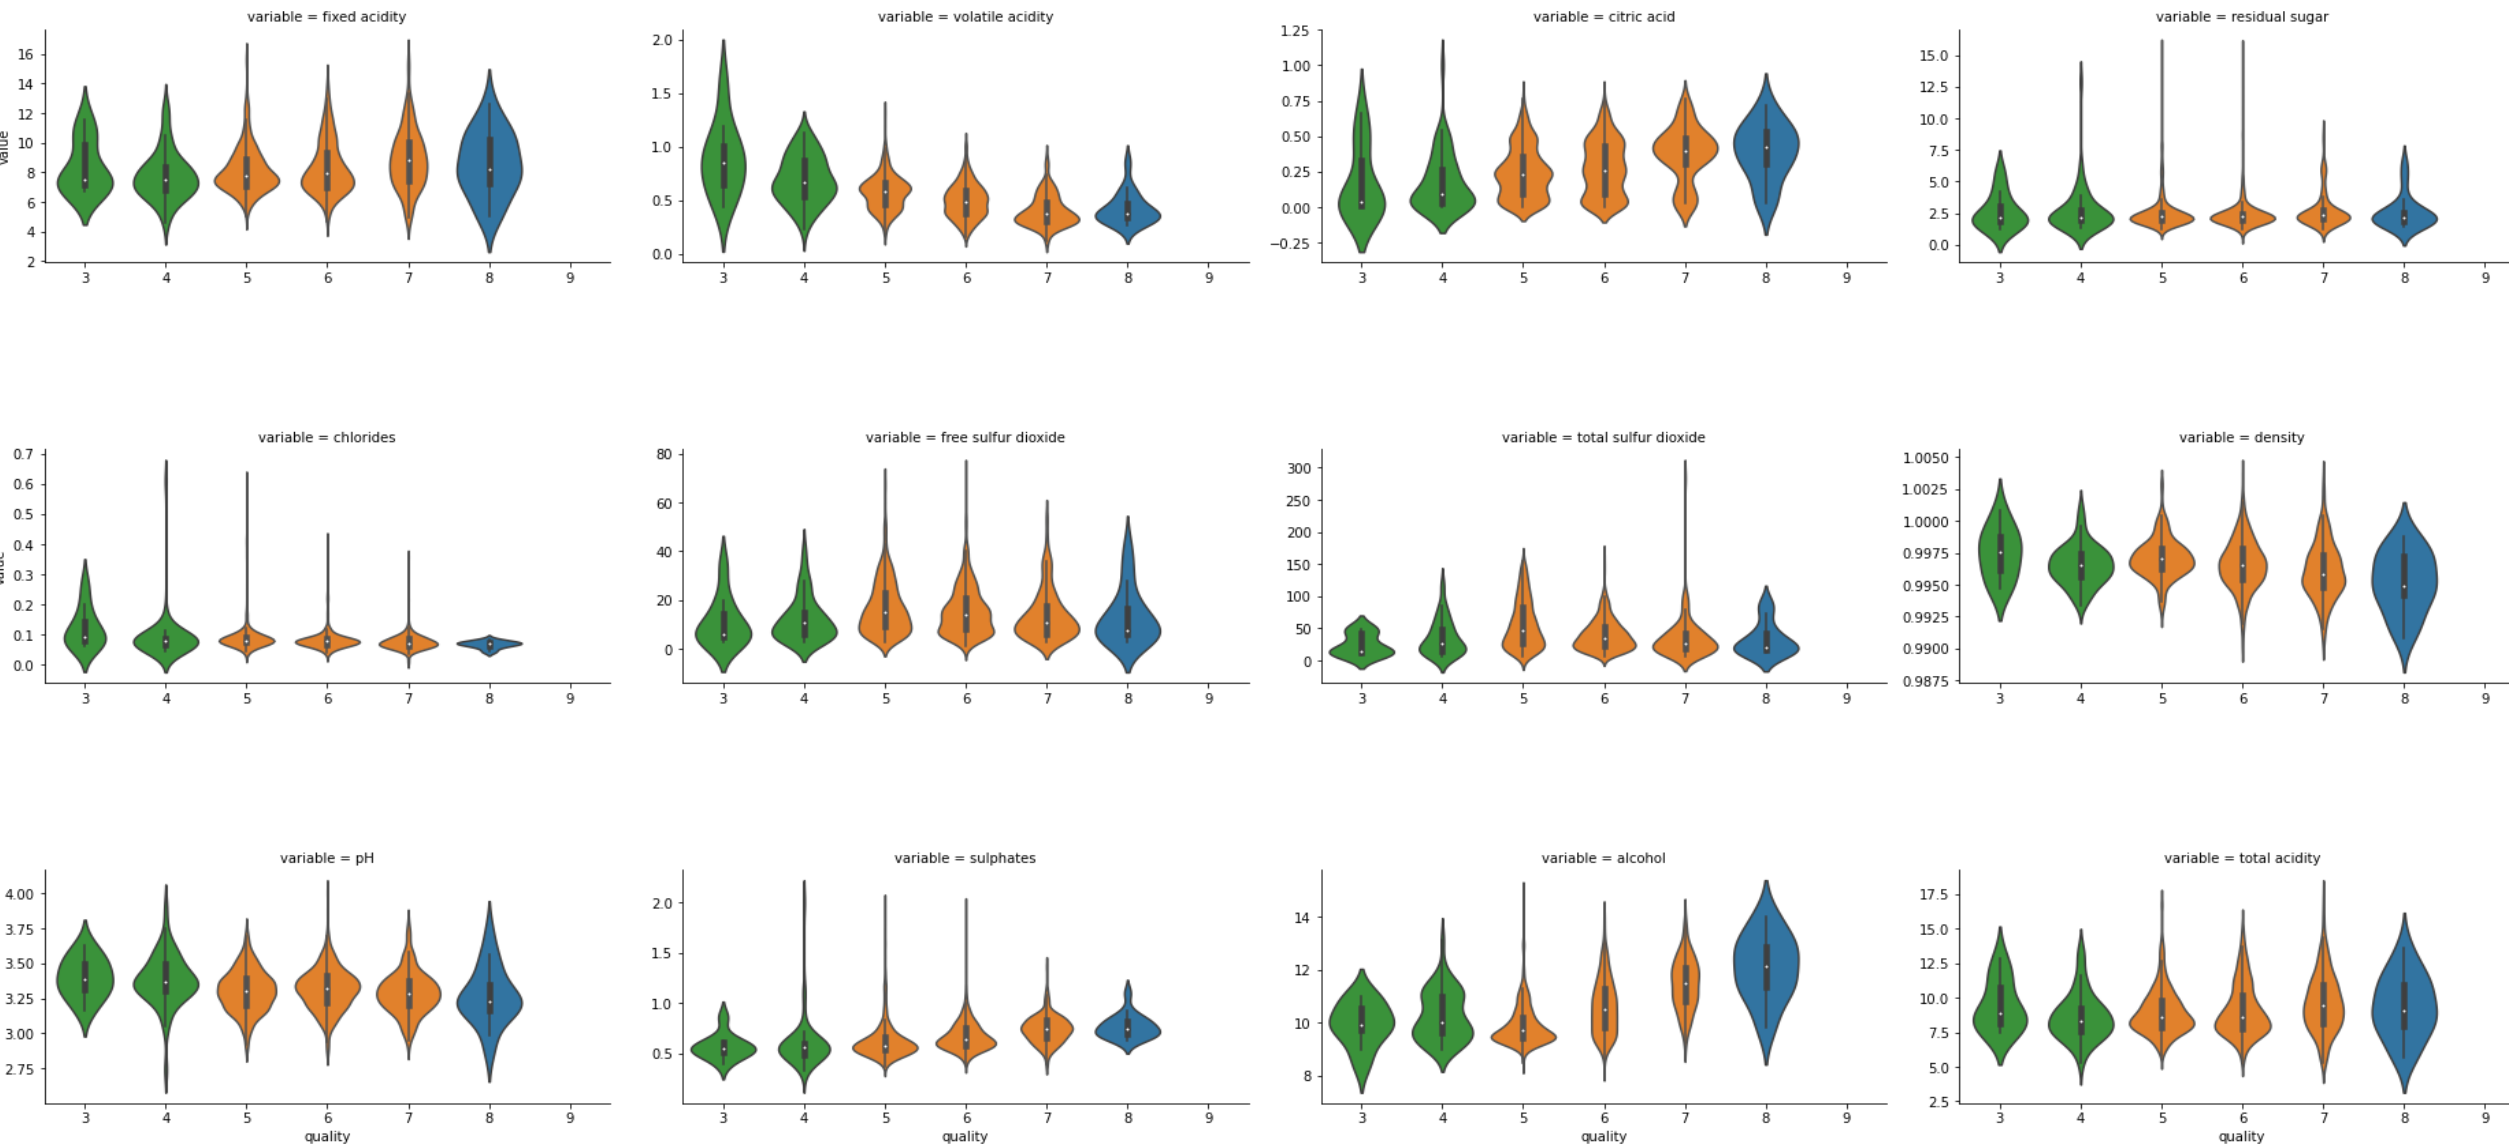 variable = fixed acidity
16
14
12
10
8
6
4
2
value
3 4 5 6 7 8 9
variable = volatile acidity
2.0
1.5
1.0
0.5
0.0
3 4 5 6 7 8 9
variable = citric acid
1.25
1.00
0.75
0.50
0.25
0.00
−0.25
3 4 5 6 7 8 9
variable = residual sugar
15.0
12.5
10.0
7.5
5.0
2.5
0.0
3 4 5 6 7 8 9
variable = chlorides
0.7
0.6
0.5
0.4
0.3
0.2
0.1
0.0
value
3 4 5 6 7 8 9
variable = free sulfur dioxide
80
60
40
20
0
3 4 5 6 7 8 9
variable = total sulfur dioxide
300
250
200
150
100
50
0
3 4 5 6 7 8 9
variable = density
1.0050
1.0025
1.0000
0.9975
0.9950
0.9925
0.9900
0.9875
3 4 5 6 7 8 9
variable = pH
4.00
3.75
3.50
3.25
3.00
2.75
3 4 5 6 7 8 9
quality
variable = sulphates
2.0
1.5
1.0
0.5
3 4 5 6 7 8 9
quality
variable = alcohol
14
12
10
8
3 4 5 6 7 8 9
quality
variable = total acidity
17.5
15.0
12.5
10.0
7.5
5.0
2.5
3 4 5 6 7 8 9
quality